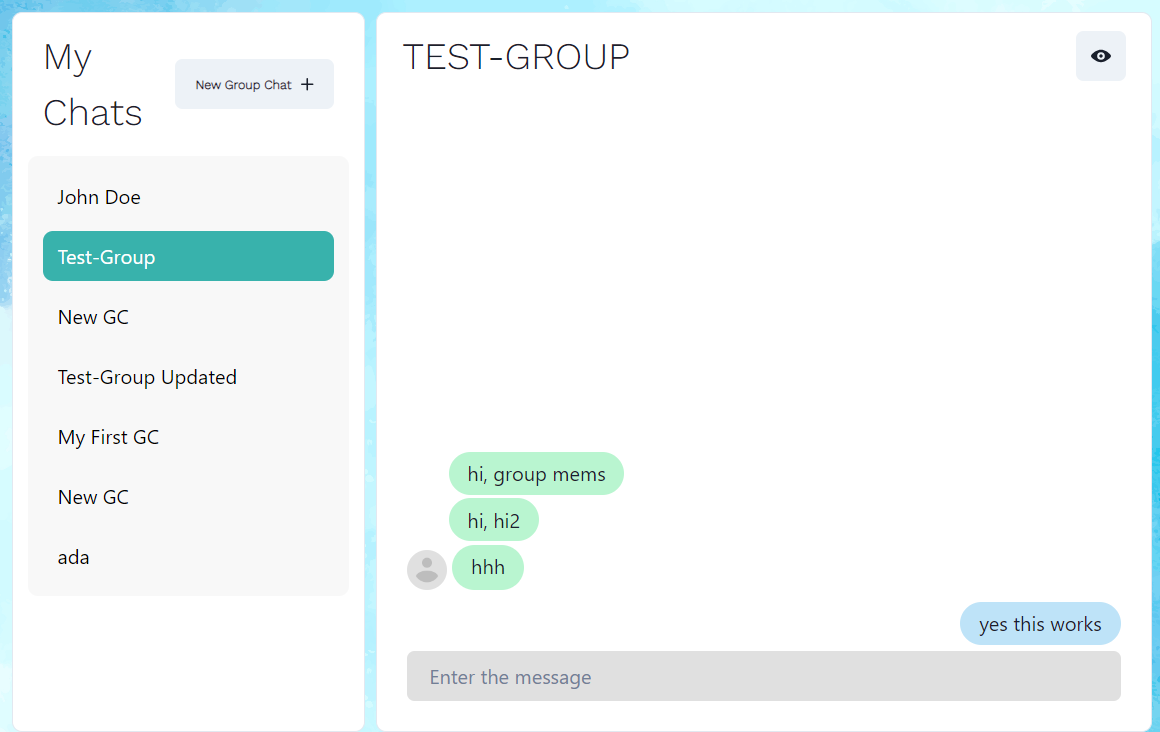 My
Chats
New Group Chat +
John Doe
Test-Group
New GC
Test-Group Updated
My First GC
New GC
ada
TEST-GROUP
hi, group mems
hi, hi2
hhh
yes this works
Enter the message